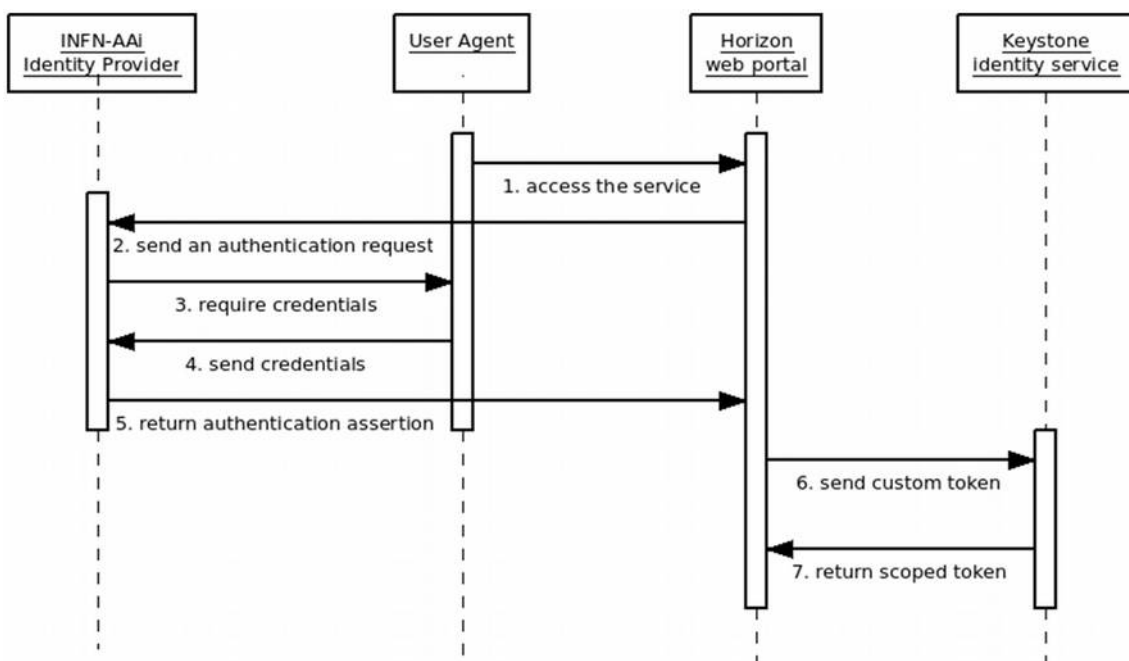 INFN-AAi
Identity Provider
User Agent
Horizon
web portal
Keystone
identity service
1. access the service
2. send an authentication request
3. require credentials
4. send credentials
5. return authentication assertion
6. send custom token
7. return scoped token